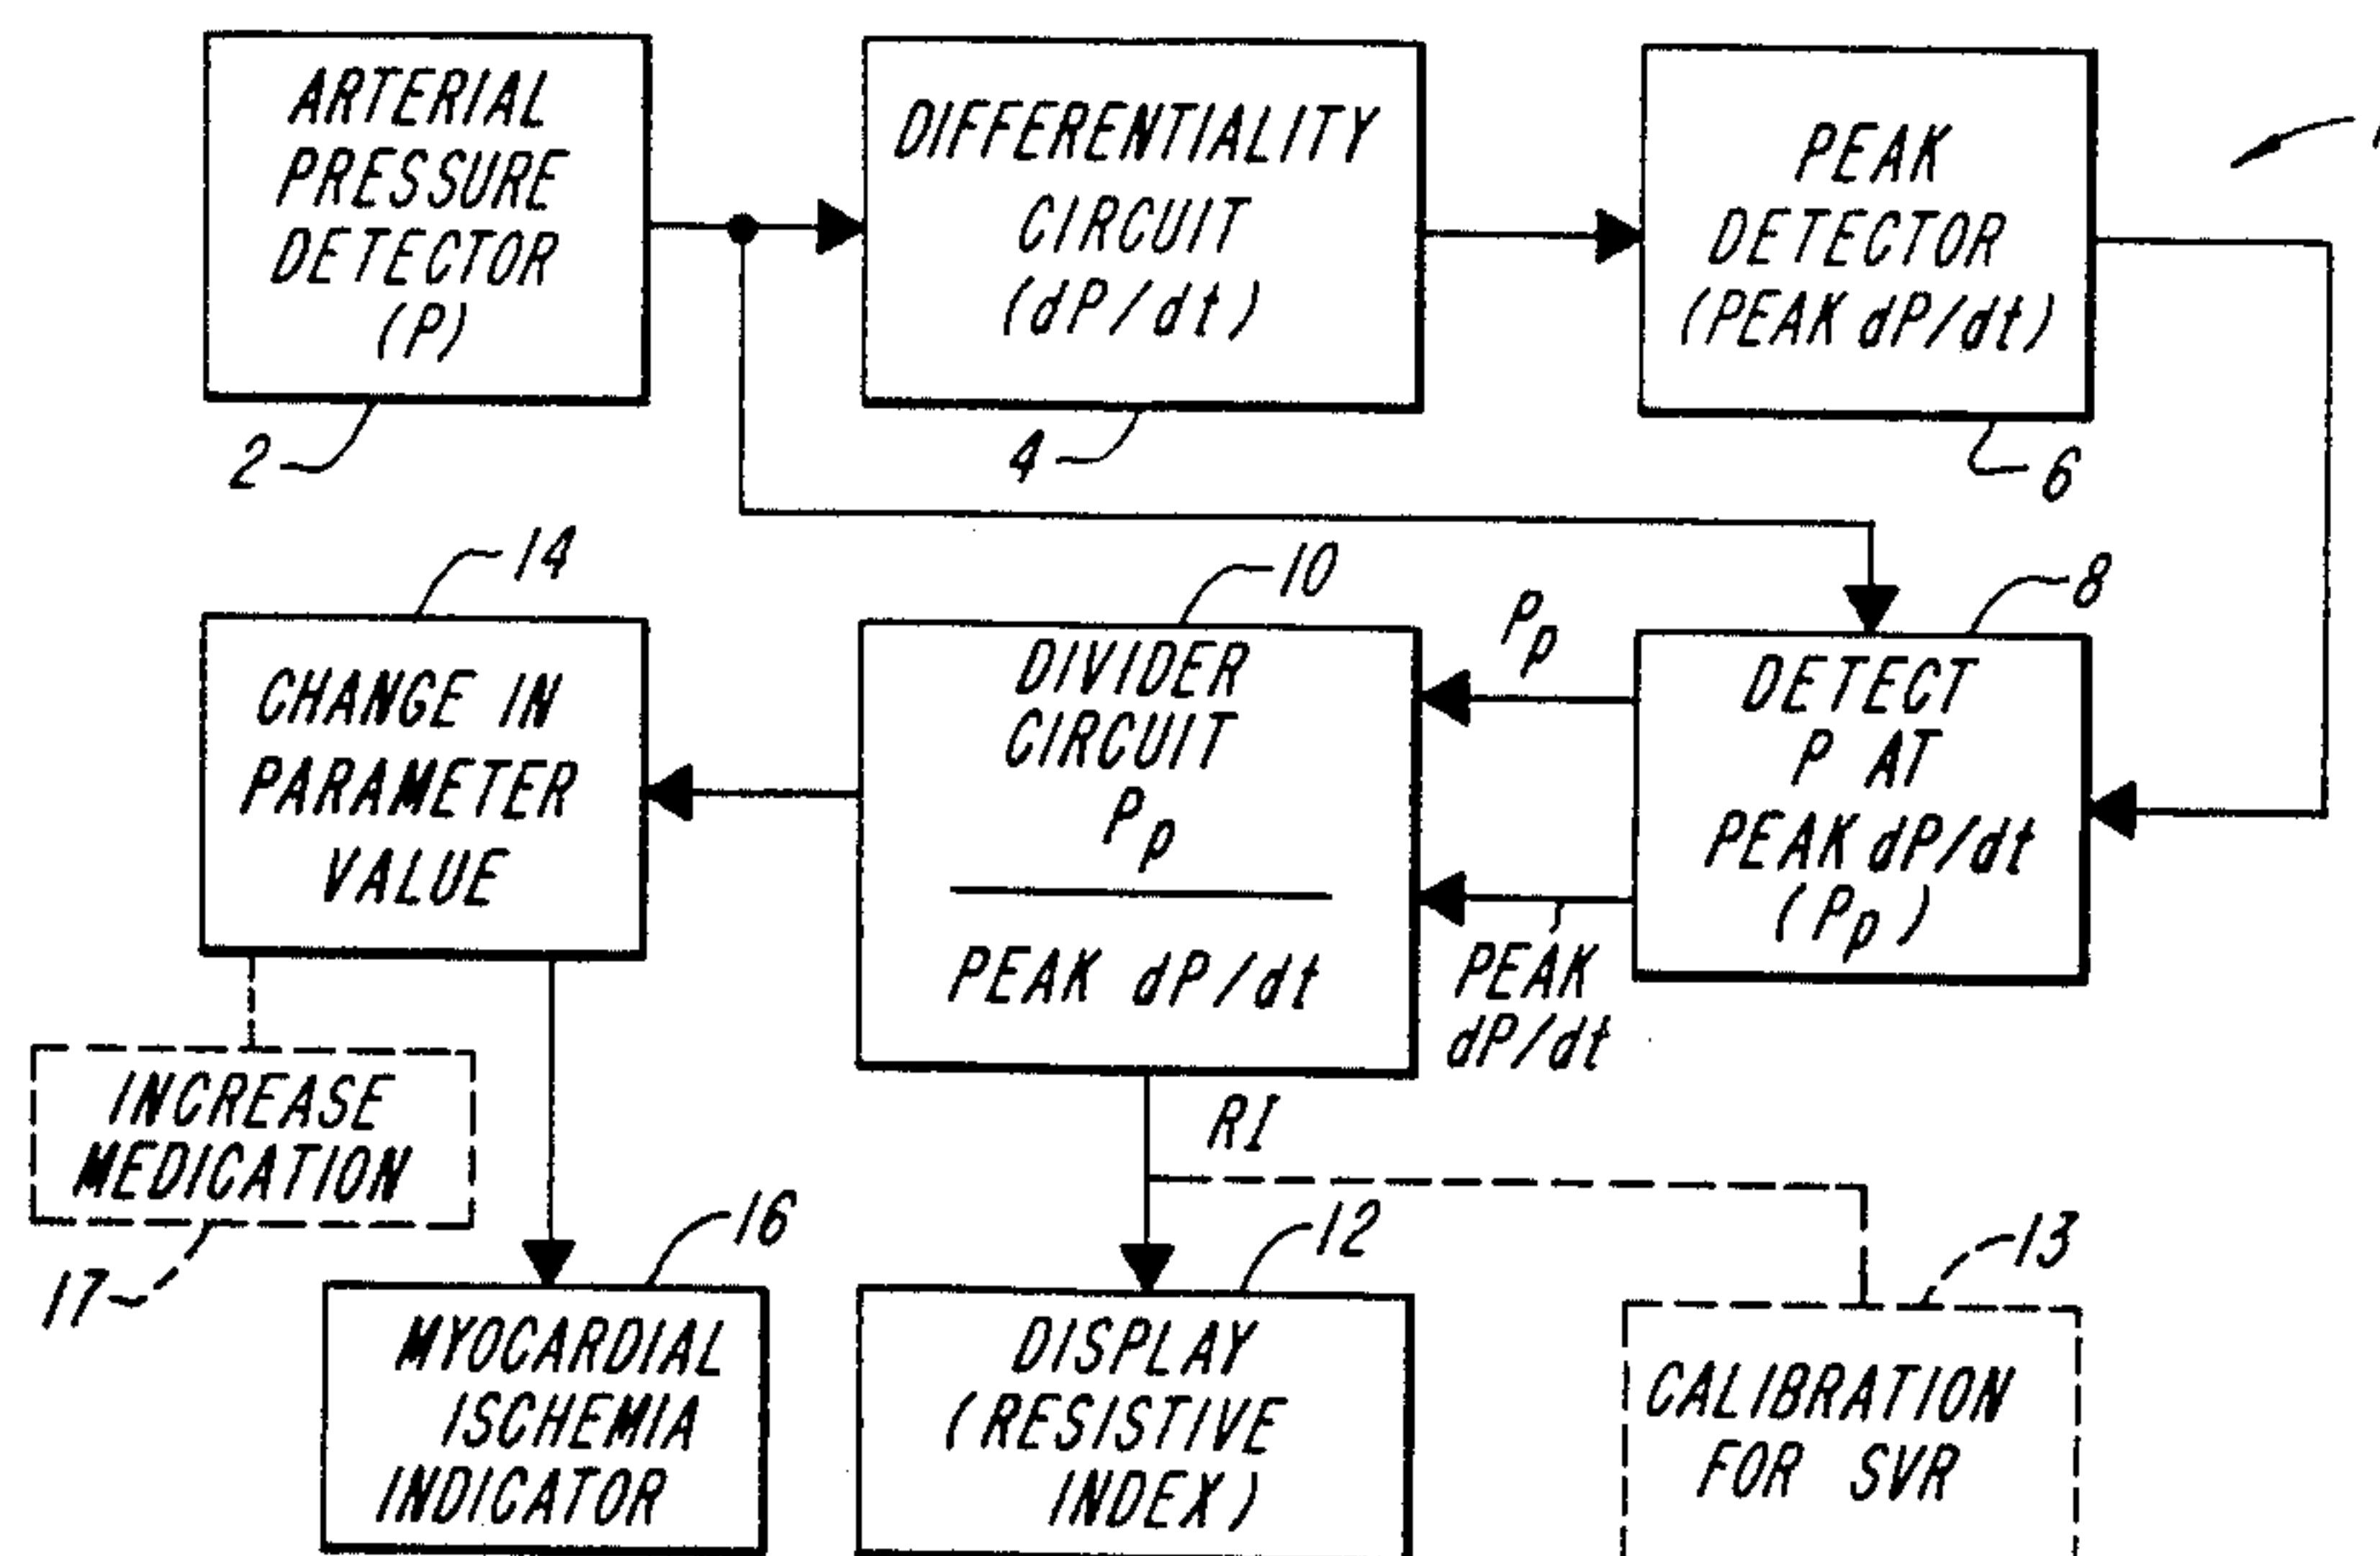 ARTERIAL
PRESSURE
DETECTOR
(P)
2
DIFFERENTIALITY
CIRCUIT
(dP/dt)
4
PEAK
DETECTOR
(PEAK dP/dt)
6
14
CHANGE IN
PARAMETER
VALUE
10
DIVIDER
CIRCUIT
Pp
PEAK dP/dt
Pp
PEAK
dP/dt
8
DETECT
P AT
PEAK dP/dt
(Pp)
INCREASE
MEDICATION
17
RI
16
MYOCARDIAL
ISCHEMIA
INDICATOR
12
DISPLAY
(RESISTIVE
INDEX)
13
CALIBRATION
FOR SVR